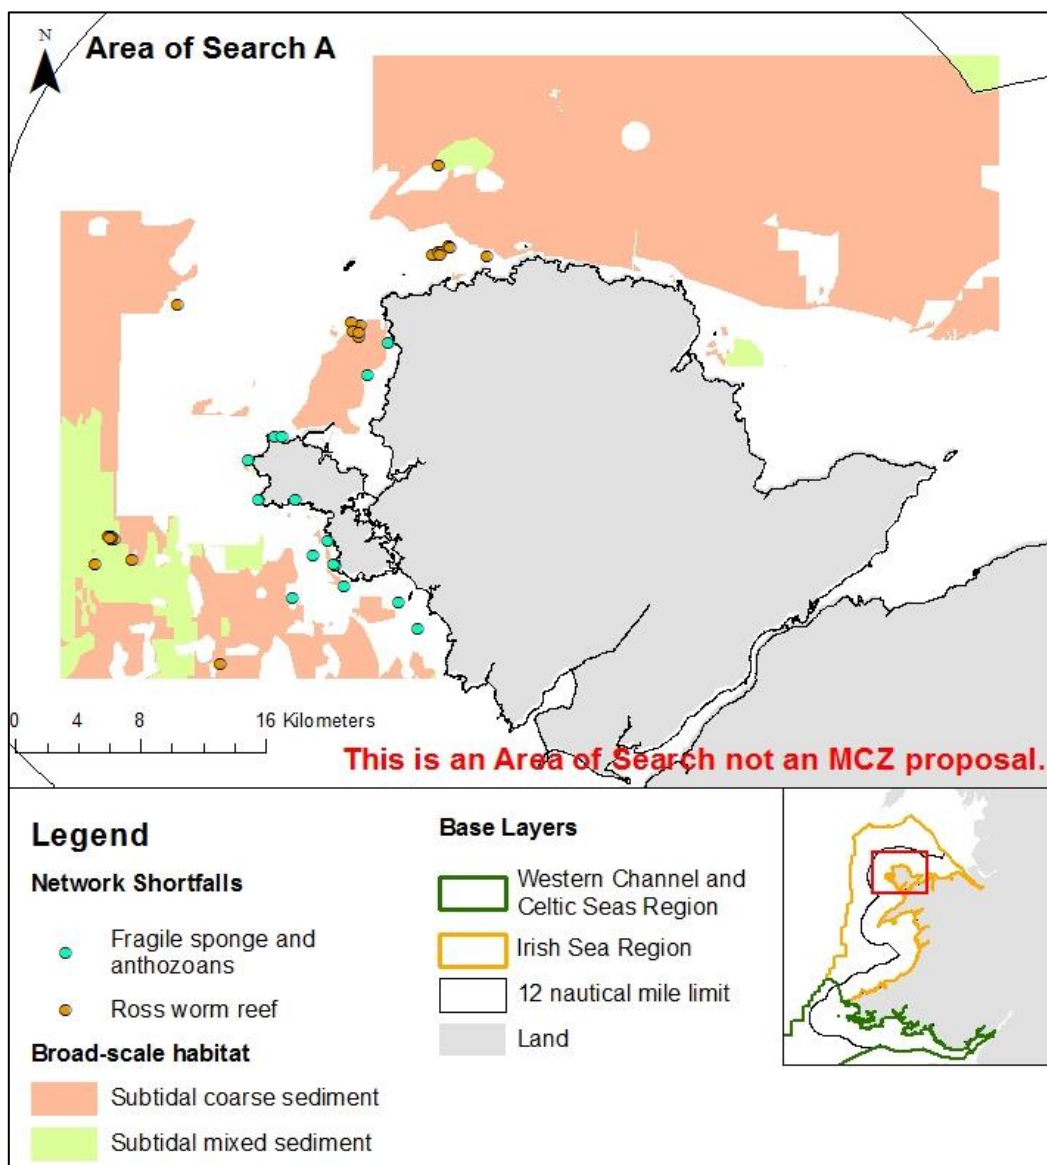 N
Area of Search A
0 4 8 16 Kilometers
This is an Area of Search not an MCZ proposal.
Legend
Network Shortfalls
Fragile sponge and
anthozoans
Ross worm reef
Broad-scale habitat
Subtidal coarse sediment
Subtidal mixed sediment
Base Layers
Western Channel and
Celtic Seas Region
Irish Sea Region
12 nautical mile limit
Land